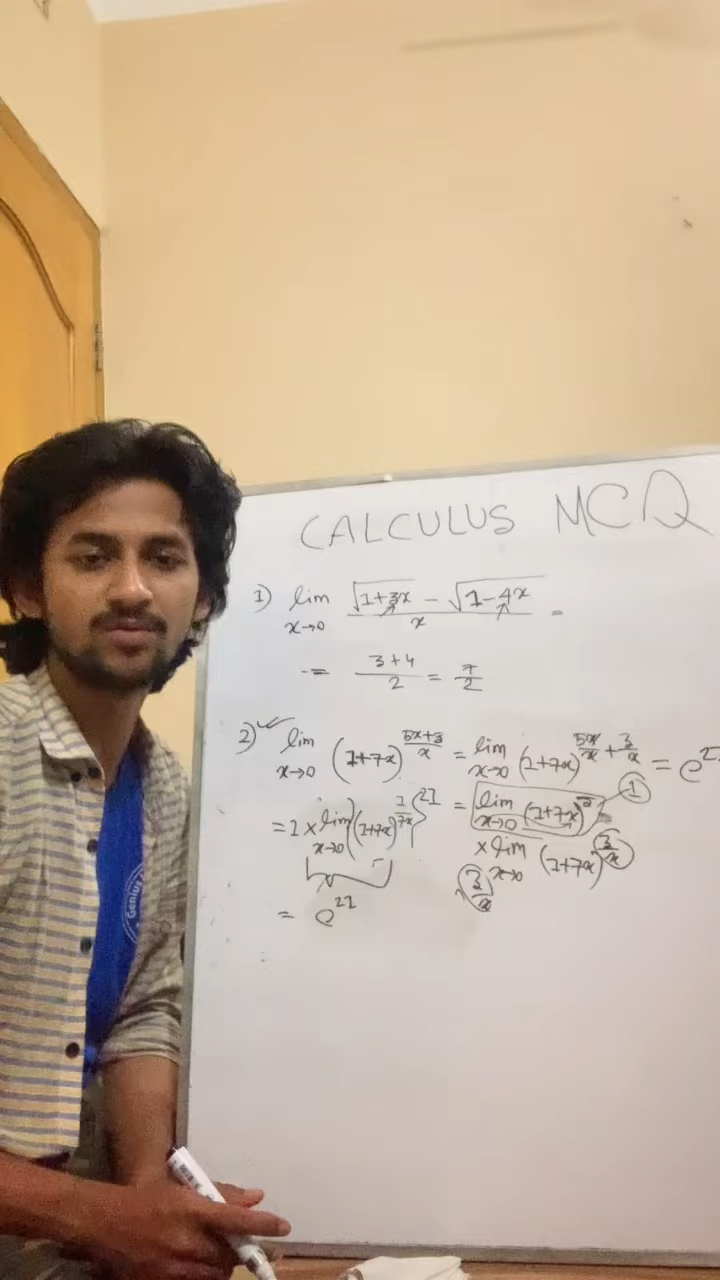 CALCULUS MCQ
1) lim x→0 (√(1+3x) - √(1-4x))/x =
= (3+4)/2 = 7/2
2) lim x→0 (1+7x)^((5x+3)/x) = lim x→0 (1+7x)^(5x/x + 3/x) = e
= 1 × lim x→0 {(1+7x)^(1/7x)}^21 = lim x→0 (1+7x)^5 1
× lim x→0 (1+7x)^(3/x)
3/x
= e^21
Genius